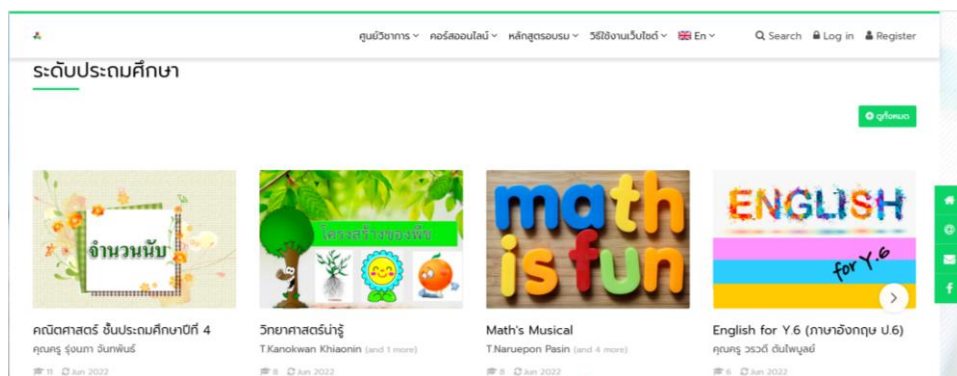 ศูนย์วิชาการ คอร์สออนไลน์ หลักสูตรอบรม วิธีใช้งานเว็บไซต์ En Search Log in Register
ระดับประถมศึกษา
ดูทั้งหมด
จำนวนนับ
โครงสร้างของพืช
math
is fun
ENGLISH
for Y.6
คณิตศาสตร์ ชั้นประถมศึกษาปีที่ 4
วิทยาศาสตร์น่ารู้
Math's Musical
English for Y.6 (ภาษาอังกฤษ ป.6)
คุณครู รุ่งนภา จันทพันธ์
T.Kanokwan Khiaonin (and 1 more)
T.Naruepon Pasin (and 4 more)
คุณครู วรวดี ตันไพบูลย์
11 Jun 2022
8 Jun 2022
8 Jun 2022
6 Jun 2022